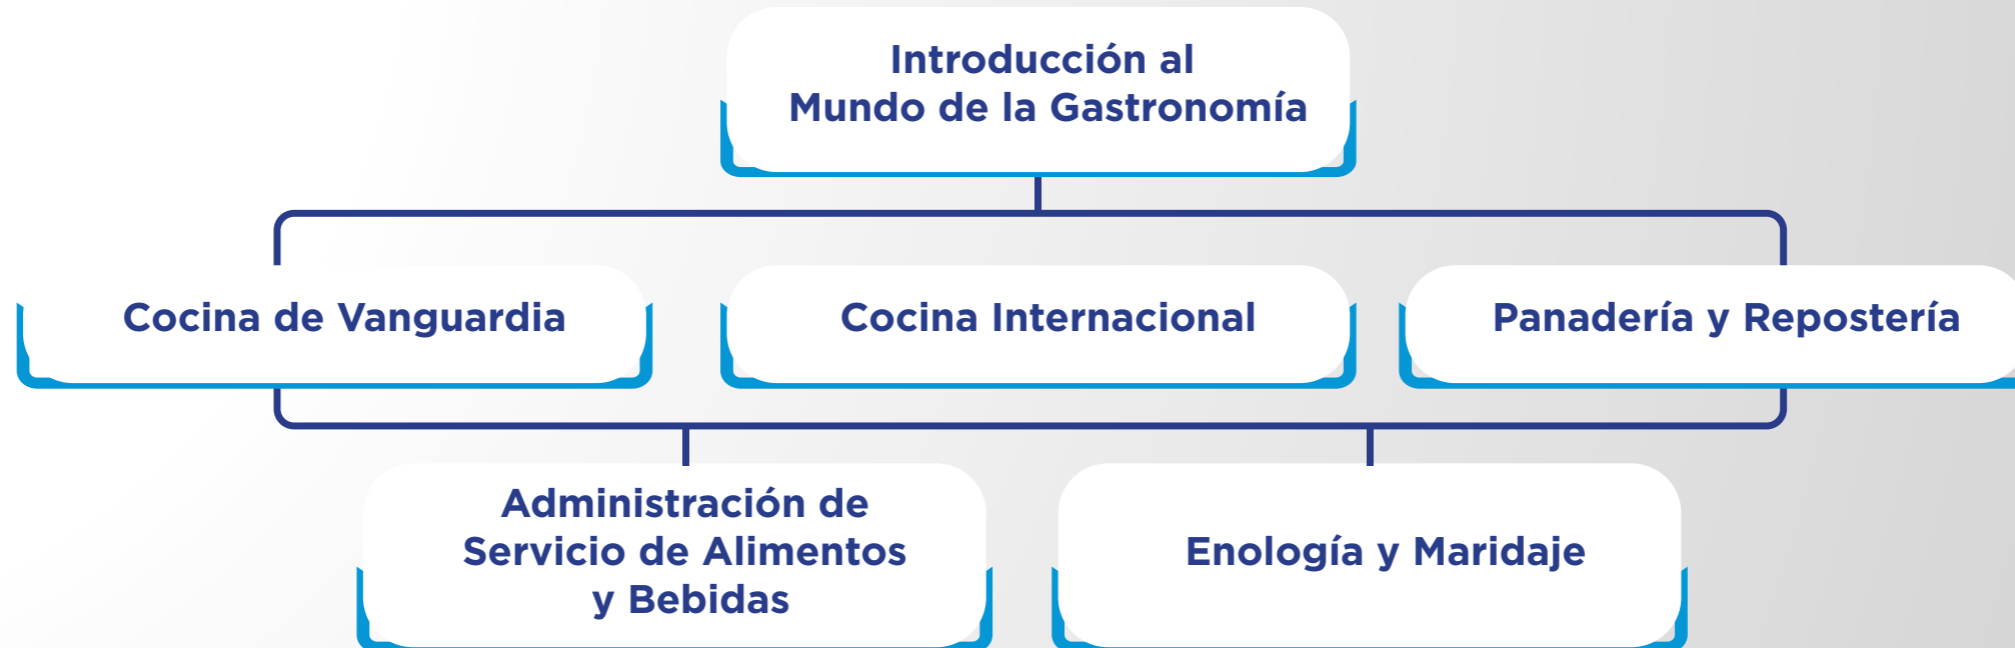 Introducción al
Mundo de la Gastronomía
Cocina de Vanguardia
Cocina Internacional
Panadería y Repostería
Administración de
Servicio de Alimentos
y Bebidas
Enología y Maridaje